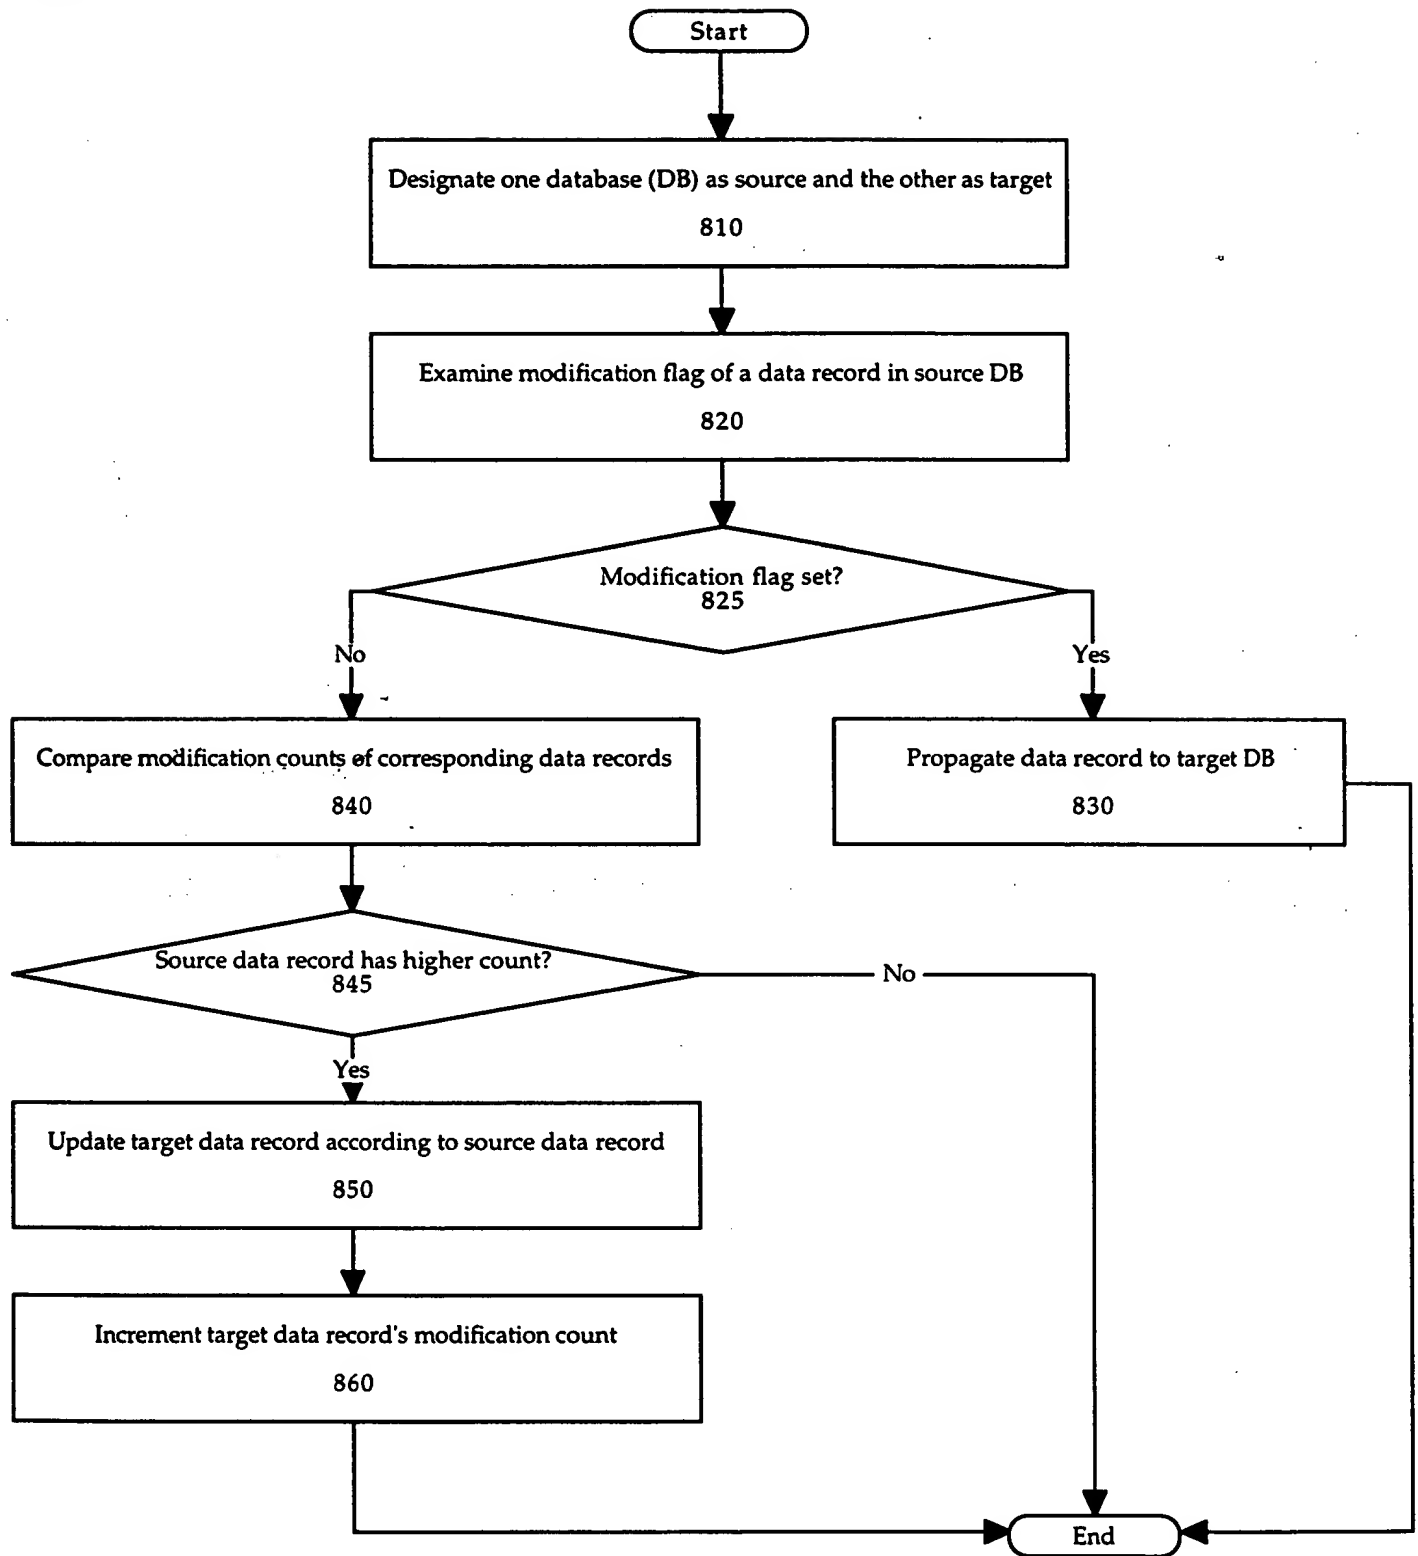 Start
Designate one database (DB) as source and the other as target
810
Examine modification flag of a data record in source DB
820
Modification flag set?
825
No
Yes
Compare modification counts of corresponding data records
840
Propagate data record to target DB
830
Source data record has higher count?
845
No
Yes
Update target data record according to source data record
850
Increment target data record's modification count
860
End